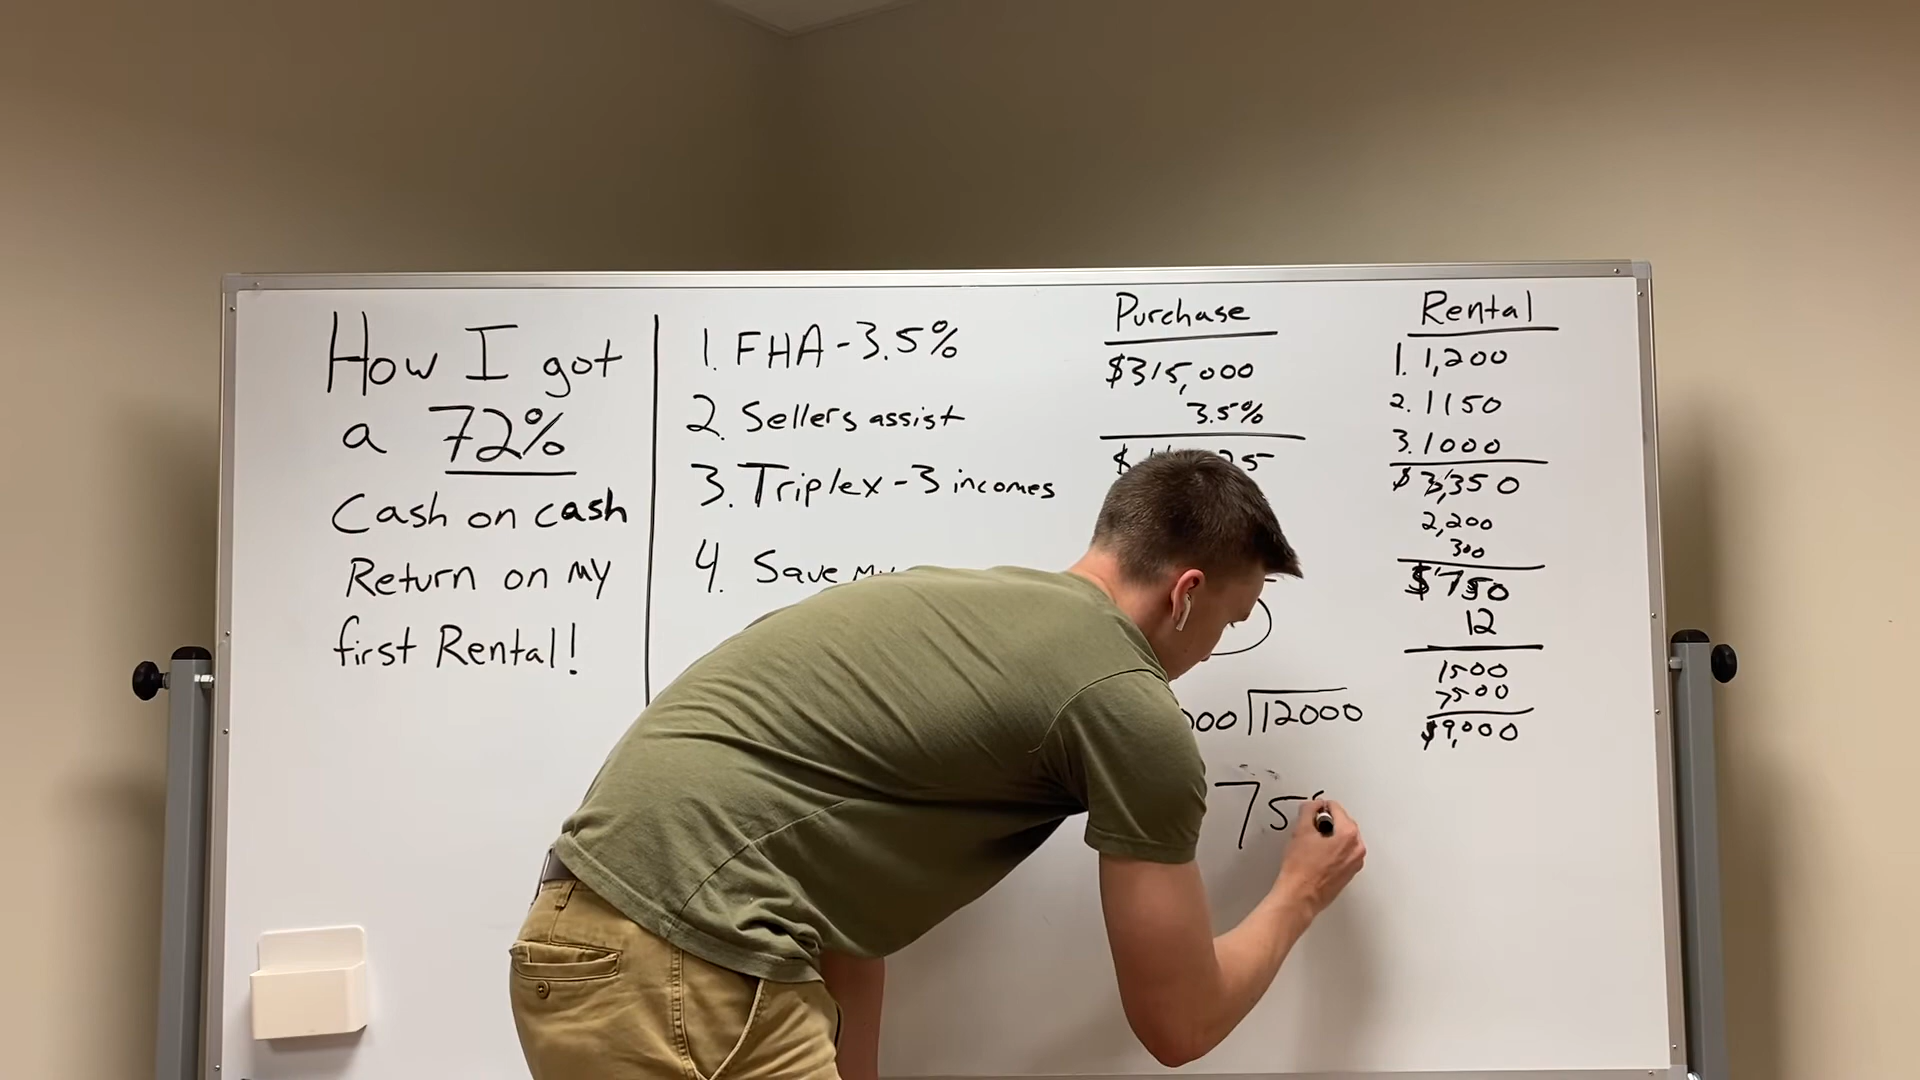 How I got
a 72%
Cash on cash
Return on my
first Rental!
1. FHA - 3.5%
2. Sellers assist
3. Triplex - 3 incomes
4. Save
Purchase
$315,000
3.5%
000 12000
75
Rental
1. 1,200
2. 1150
3. 1000
$3,350
2,200
300
$750
12
1500
7500
$9,000